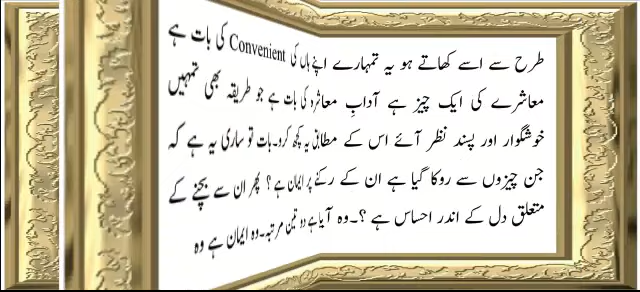 طرح سے اسے کھاتے ہو یہ تمہارے اپنے ہاں کی Convenient کی بات ہے
معاشرے کی ایک چیز ہے آدابِ معاشرہ کی بات ہے جو طریقہ بھی تمہیں
خوشگوار اور پسند نظر آئے اس کے مطابق یہ کچھ کرو۔بات تو ساری یہ ہے کہ
جن چیزوں سے روکا گیا ہے ان کے رکنے پر ایمان ہے؟ پھر ان سے بچنے کے
متعلق دل کے اندر احساس ہے؟۔وہ آیا ہے دو تین مرتبہ۔وہ ایمان ہے وہ